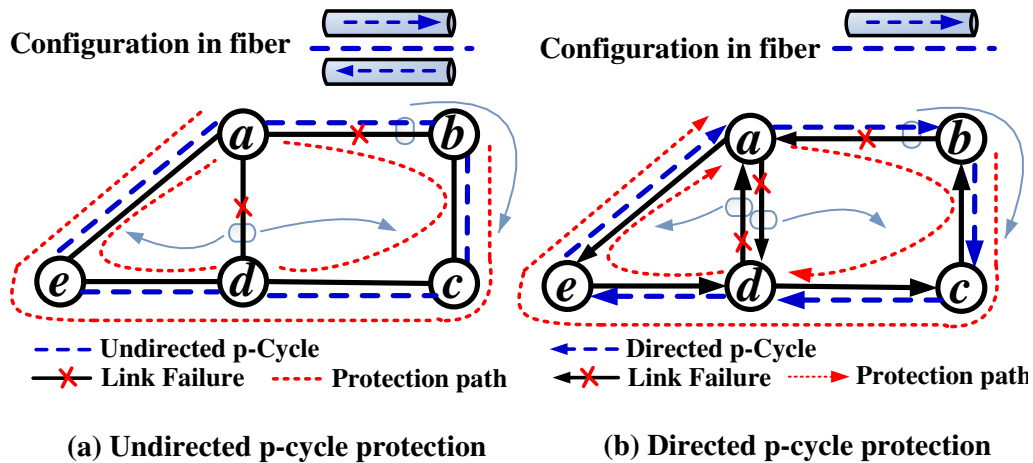 Configuration in fiber
a
b
e
d
c
Undirected p-Cycle
Link Failure
Protection path
(a) Undirected p-cycle protection
Configuration in fiber
a
b
e
d
c
Directed p-Cycle
Link Failure
Protection path
(b) Directed p-cycle protection